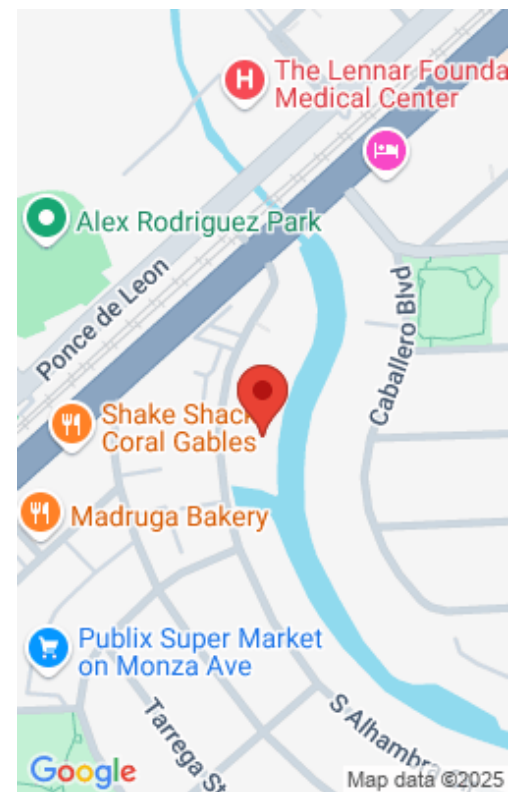 The Lennar Founda
Medical Center
H
Alex Rodriguez Park
Ponce de Leon
Caballero Blvd
Shake Shack
Coral Gables
Madruga Bakery
Publix Super Market
on Monza Ave
Tarrega St
S Alhambra
Google
Map data ©2025